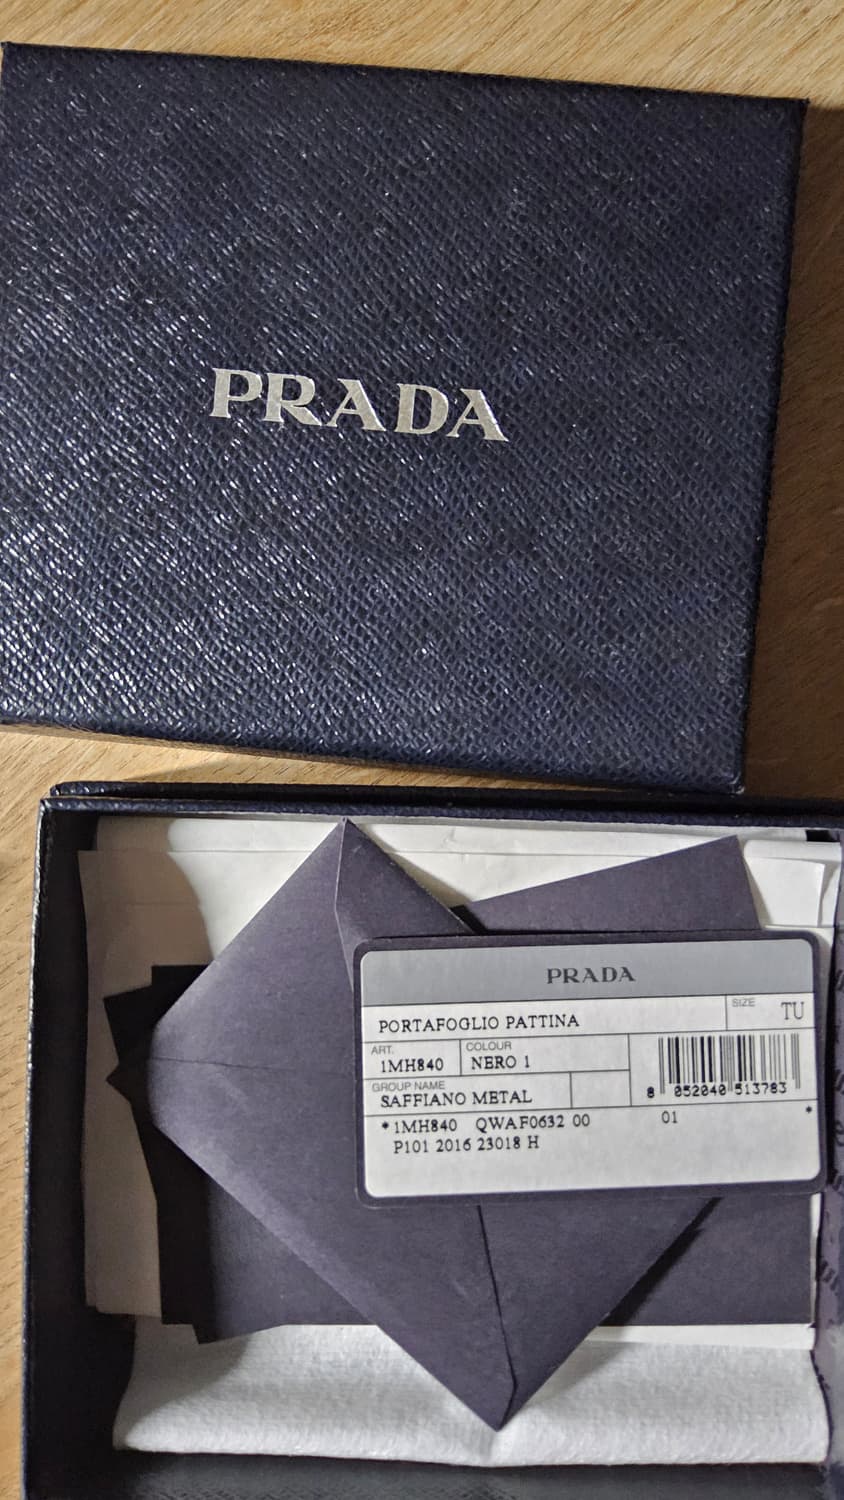 PRADA
PRADA
PORTAFOGLIO PATTINA
SIZE
TU
ART.
1MH840
COLOUR
NERO 1
GROUP NAME
SAFFIANO METAL
8 052040 513783
*1MH840 QWAF0632 00 01 *
P101 2016 23018 H